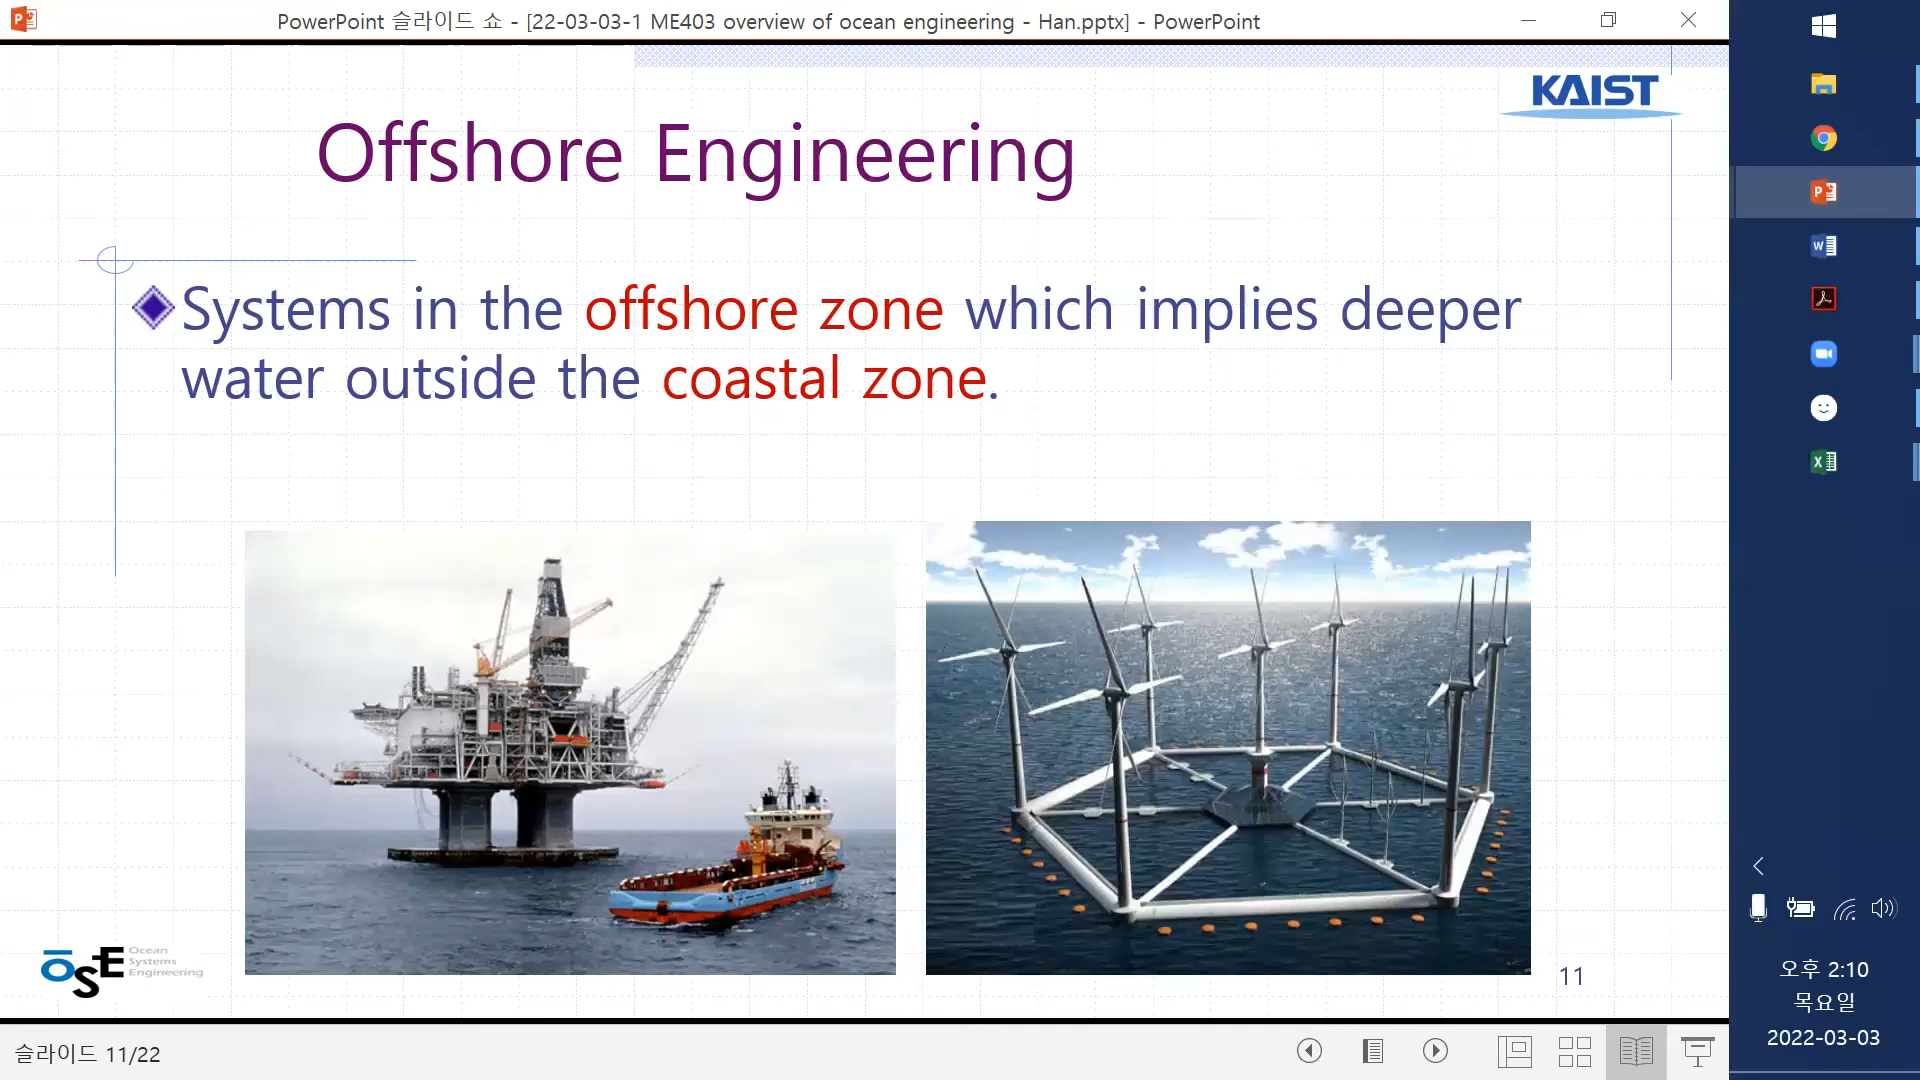 PowerPoint 슬라이드 쇼 - [22-03-03-1 ME403 overview of ocean engineering - Han.pptx] - PowerPoint
KAIST
Offshore Engineering
Systems in the offshore zone which implies deeper
water outside the coastal zone.
OSE
Ocean
Systems
Engineering
11
슬라이드 11/22
오후 2:10
목요일
2022-03-03